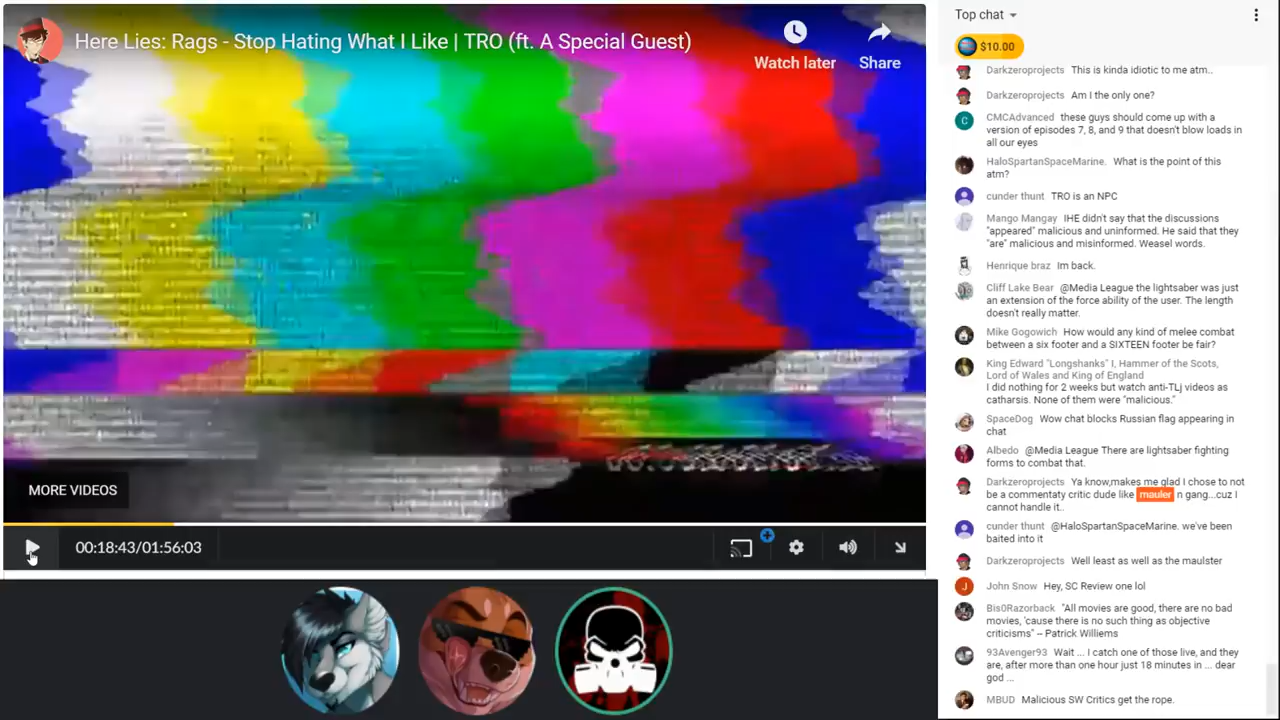 Here Lies: Rags - Stop Hating What I Like | TRO (ft. A Special Guest)
Watch later
Share
MORE VIDEOS
00:18:43/01:56:03
Top chat
$10.00
Darkzeroprojects This is kinda idiotic to me atm..
Darkzeroprojects Am I the only one?
C
CMCAdvanced these guys should come up with a
version of episodes 7, 8, and 9 that doesn't blow loads in
all our eyes
HaloSpartanSpaceMarine. What is the point of this
atm?
cunder thunt TRO is an NPC
Mango Mangay IHE didn't say that the discussions
"appeared" malicious and uninformed. He said that they
"are" malicious and misinformed. Weasel words.
Henrique braz Im back.
Cliff Lake Bear @Media League the lightsaber was just
an extension of the force ability of the user. The length
doesn't really matter.
Mike Gogowich How would any kind of melee combat
between a six footer and a SIXTEEN footer be fair?
King Edward "Longshanks" I, Hammer of the Scots,
Lord of Wales and King of England
I did nothing for 2 weeks but watch anti-TLj videos as
catharsis. None of them were "malicious."
SpaceDog Wow chat blocks Russian flag appearing in
chat
Albedo @Media League There are lightsaber fighting
forms to combat that.
Darkzeroprojects Ya know,makes me glad I chose to not
be a commentaty critic dude like mauler n gang...cuz I
cannot handle it..
cunder thunt @HaloSpartanSpaceMarine. we've been
baited into it
Darkzeroprojects Well least as well as the maulster
J
John Snow Hey, SC Review one lol
Bis0Razorback "All movies are good, there are no bad
movies, 'cause there is no such thing as objective
criticisms" -- Patrick Williems
93Avenger93 Wait ... I catch one of those live, and they
are, after more than one hour just 18 minutes in ... dear
god ...
MBUD Malicious SW Critics get the rope.